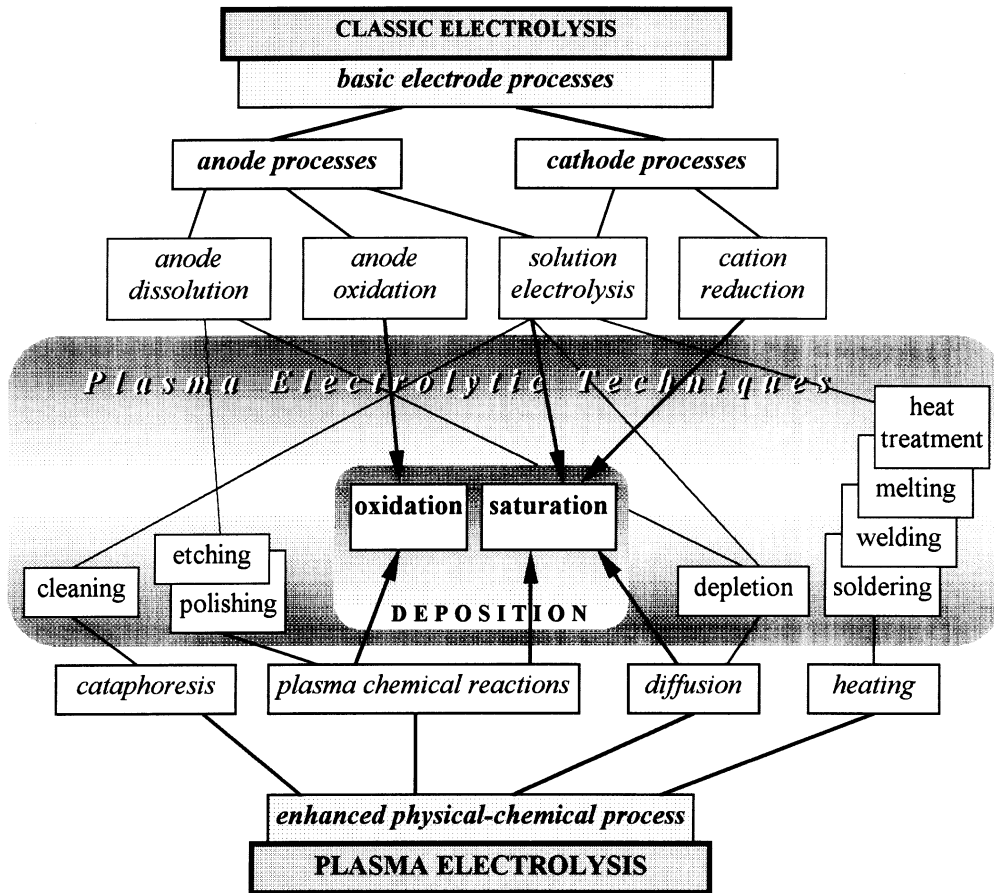 CLASSIC ELECTROLYSIS
basic electrode processes
anode processes
cathode processes
anode
dissolution
anode
oxidation
solution
electrolysis
cation
reduction
Plasma Electrolytic Techniques
heat
treatment
melting
welding
soldering
oxidation
saturation
etching
polishing
cleaning
depletion
DEPOSITION
cataphoresis
plasma chemical reactions
diffusion
heating
enhanced physical-chemical process
PLASMA ELECTROLYSIS